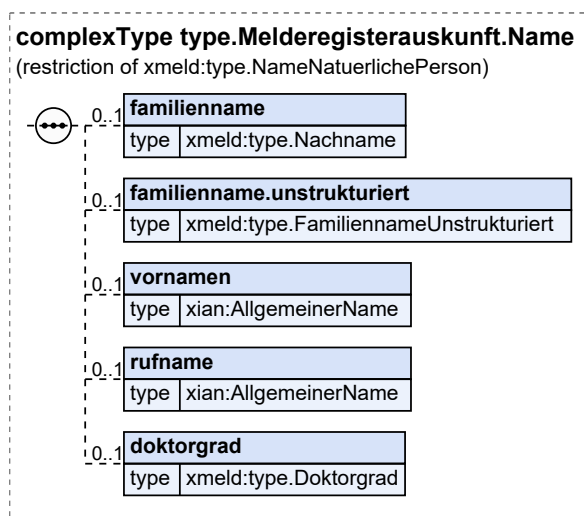 complexType type.Melderegisterauskunft.Name
(restriction of xmeld:type.NameNatuerlichePerson)
0..1 familienname
type xmeld:type.Nachname
0..1 familienname.unstrukturiert
type xmeld:type.FamiliennameUnstrukturiert
0..1 vornamen
type xian:AllgemeinerName
0..1 rufname
type xian:AllgemeinerName
0..1 doktorgrad
type xmeld:type.Doktorgrad